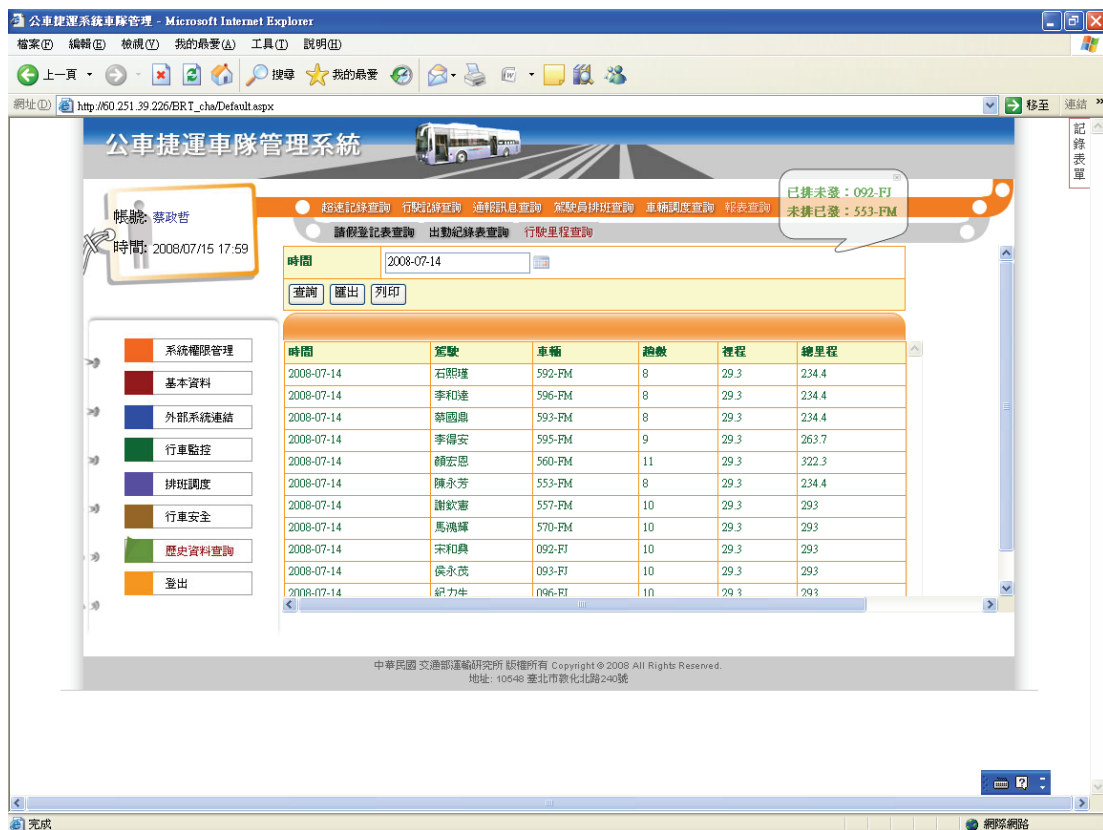 公車捷運系統車隊管理 - Microsoft Internet Explorer
檔案(F) 編輯(E) 檢視(V) 我的最愛(A) 工具(T) 說明(H)
上一頁 搜尋 我的最愛
網址(D) http://60.251.39.226/BRT_cha/Default.aspx 移至 連結 »
記錄表單
公車捷運車隊管理系統
已排未發：092-FJ
未排已發：553-FM
帳號: 蔡政哲
時間: 2008/07/15 17:59
超速記錄查詢 行駛記錄查詢 通報訊息查詢 駕駛員排班查詢 車輛調度查詢 報表查詢
請假登記表查詢 出勤紀錄表查詢 行駛里程查詢
時間 2008-07-14
查詢 匯出 列印
系統權限管理
基本資料
外部系統連結
行車監控
排班調度
行車安全
歷史資料查詢
登出
時間 駕駛 車輛 趟數 裡程 總里程
2008-07-14 石熙瑾 592-FM 8 29.3 234.4
2008-07-14 李和達 596-FM 8 29.3 234.4
2008-07-14 蔡國鼎 593-FM 8 29.3 234.4
2008-07-14 李得安 595-FM 9 29.3 263.7
2008-07-14 顏宏恩 560-FM 11 29.3 322.3
2008-07-14 陳永芳 553-FM 8 29.3 234.4
2008-07-14 謝欽憲 557-FM 10 29.3 293
2008-07-14 馬鴻輝 570-FM 10 29.3 293
2008-07-14 宋和典 092-FJ 10 29.3 293
2008-07-14 侯永茂 093-FJ 10 29.3 293
2008-07-14 紀力牛 096-FJ 10 29.3 293
中華民國 交通部運輸研究所 版權所有 Copyright © 2008 All Rights Reserved.
地址: 10548 臺北市敦化北路240號
完成 網際網路